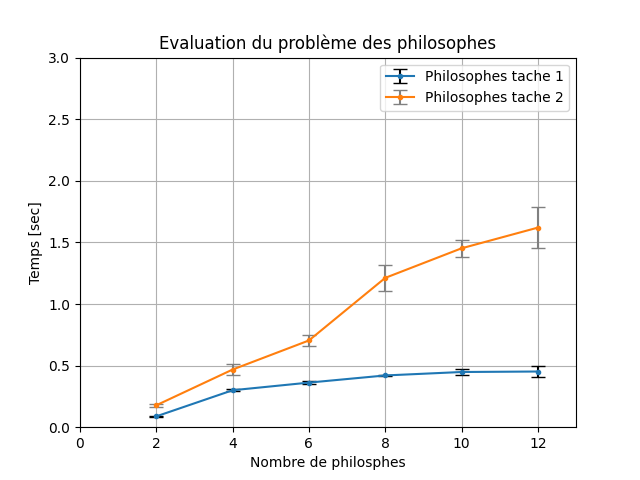 Evaluation du problème des philosophes
Philosophes tache 1
Philosophes tache 2
3.0
2.5
2.0
1.5
1.0
0.5
0.0
Temps [sec]
0 2 4 6 8 10 12
Nombre de philosphes